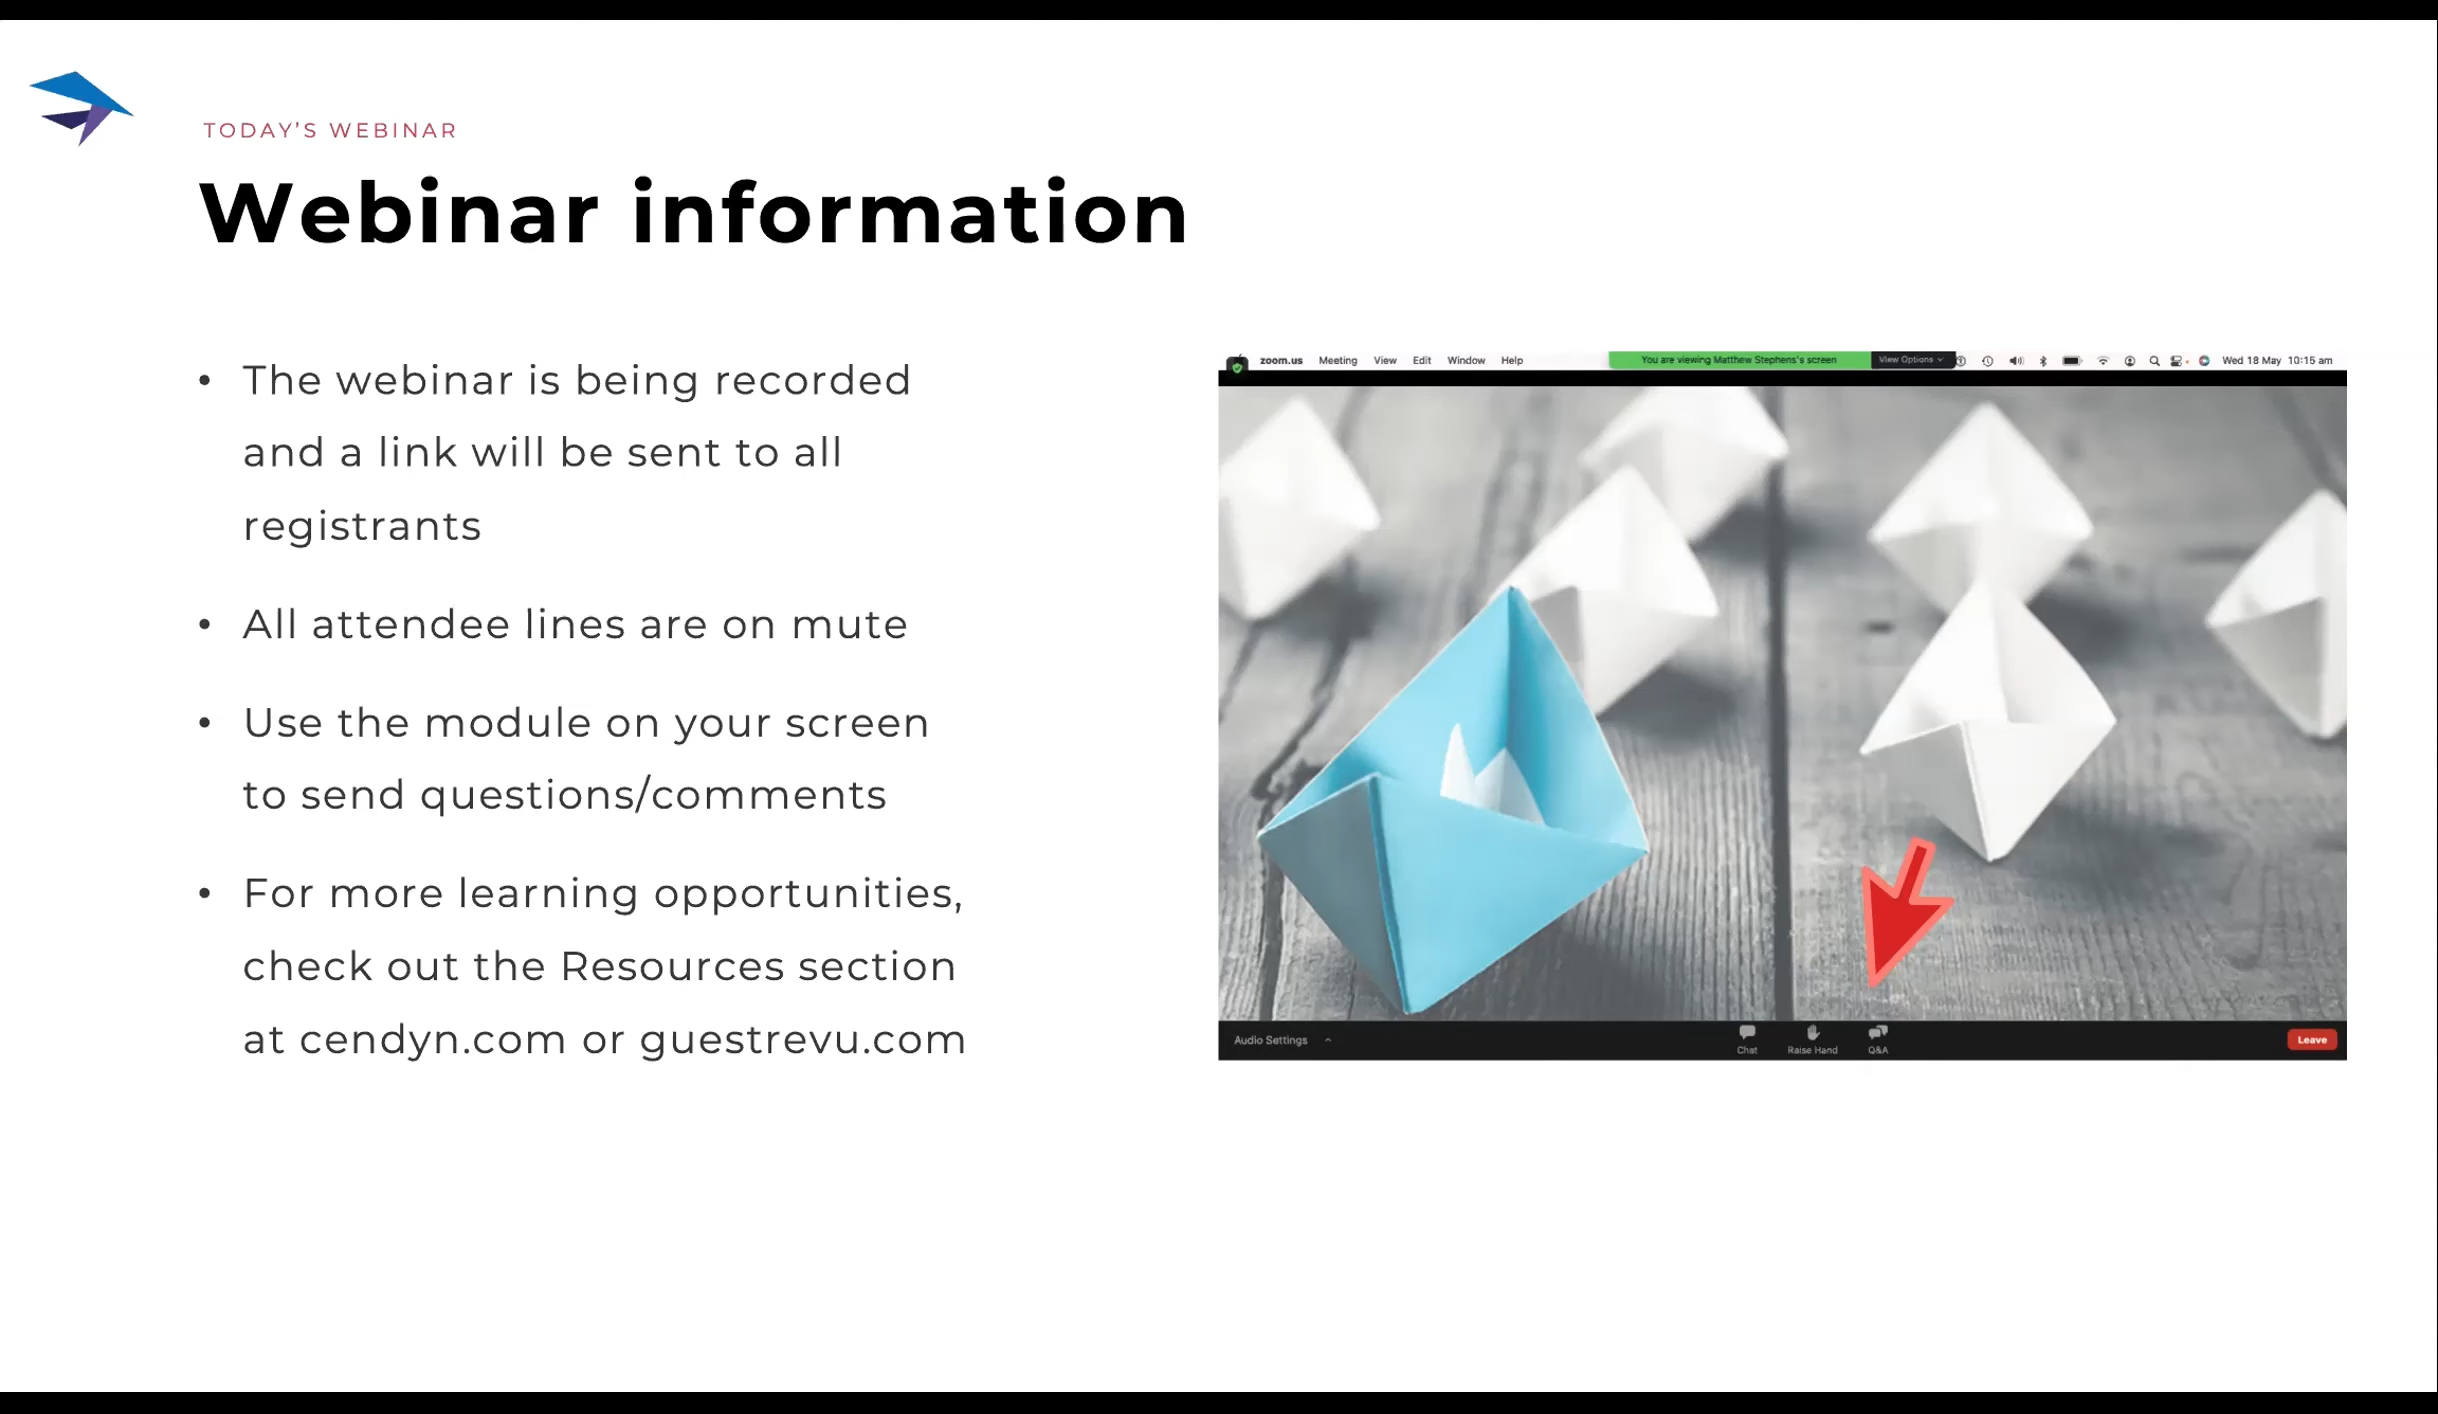 TODAY'S WEBINAR
Webinar information
• The webinar is being recorded
and a link will be sent to all
registrants
• All attendee lines are on mute
• Use the module on your screen
to send questions/comments
• For more learning opportunities,
check out the Resources section
at cendyn.com or guestrevu.com
zoom.us Meeting View Edit Window Help You are viewing Matthew Stephens's screen View Options Wed 18 May 10:15 am
Audio Settings Chat Raise Hand Q&A Leave